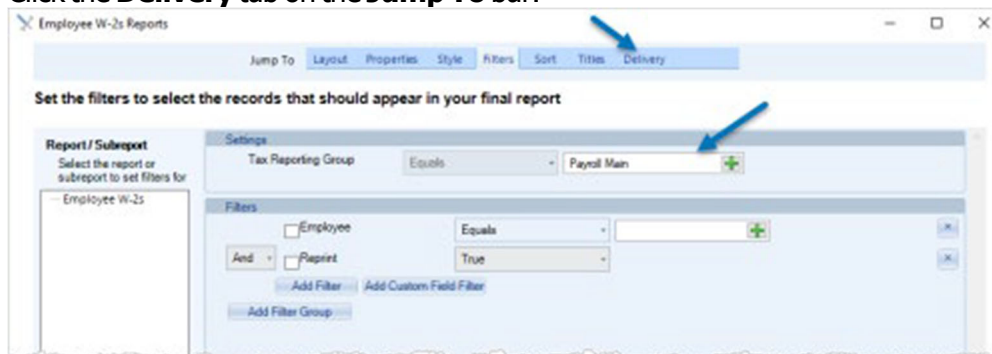 Click the Delivery tab on the Jump To bar.
Employee W-2s Reports
Jump To Layout Properties Style Filters Sort Titles Delivery
Set the filters to select the records that should appear in your final report
Report / Subreport
Select the report or
subreport to set filters for
Employee W-2s
Settings
Tax Reporting Group Equals Payroll Main
Filters
Employee Equals
And Reprint True
Add Filter Add Custom Field Filter
Add Filter Group